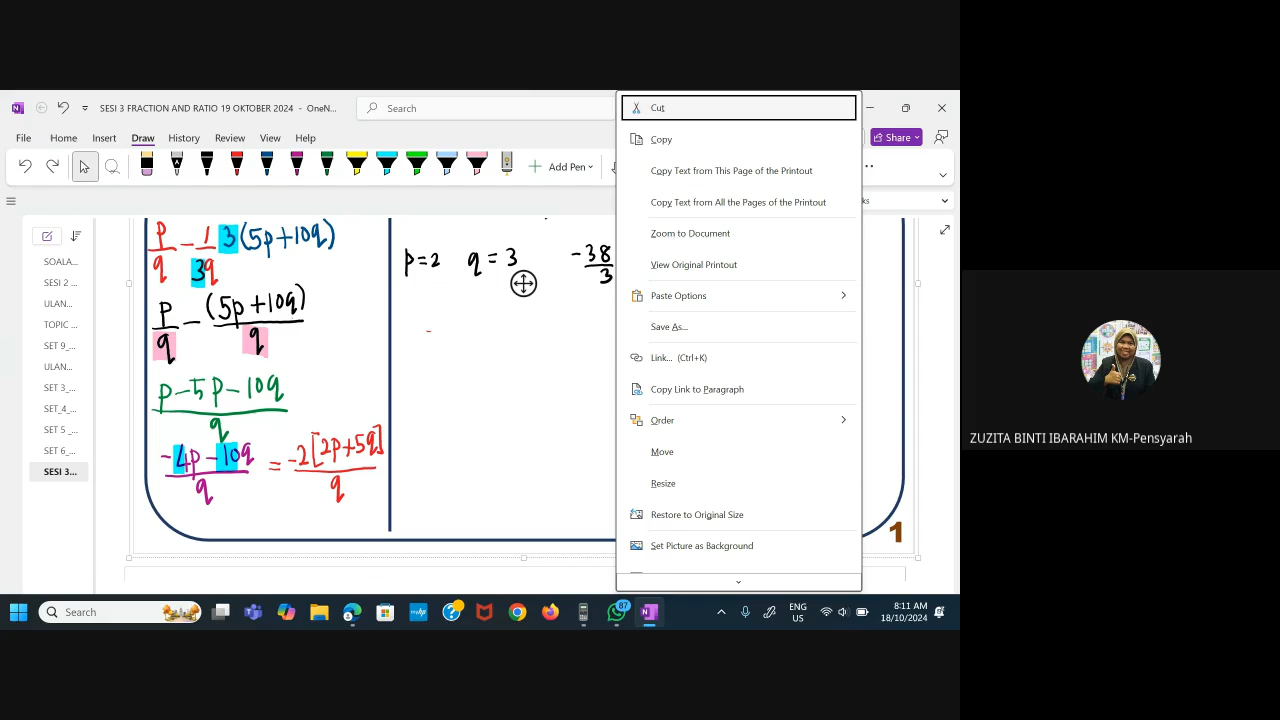 SESI 3 FRACTION AND RATIO 19 OKTOBER 2024 - OneN...
Search
File Home Insert Draw History Review View Help
Share
Add Pen
Cut
Copy
Copy Text from This Page of the Printout
Copy Text from All the Pages of the Printout
Zoom to Document
View Original Printout
Paste Options
Save As...
Link... (Ctrl+K)
Copy Link to Paragraph
Order
Move
Resize
Restore to Original Size
Set Picture as Background
SOALA...
SESI 2 ...
ULAN...
TOPIC ...
SET 9_...
ULAN...
SET 3_...
SET_4_...
SET 5 _...
SET 6_...
SESI 3...
p/q - 1/3q 3(5p+10q)
p/q - (5p+10q)/q
p-5p-10q/q
-4p-10q/q = -2[2p+5q]/q
p=2 q=3 -38/3
1
Search
87
ENG
US
8:11 AM
18/10/2024
ZUZITA BINTI IBARAHIM KM-Pensyarah